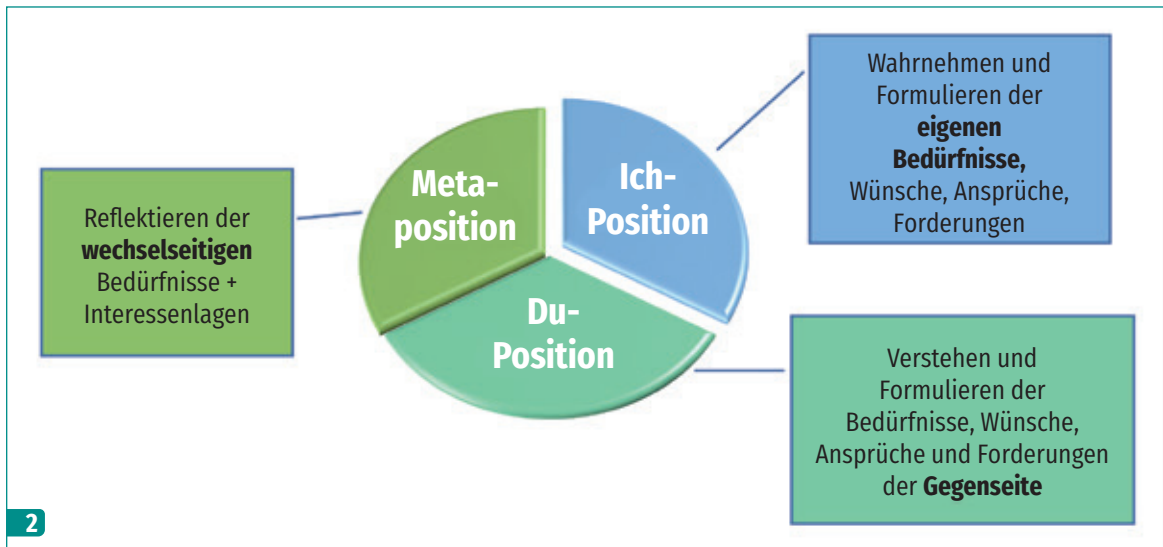 Wahrnehmen und
Formulieren der
eigenen
Bedürfnisse,
Wünsche, Ansprüche,
Forderungen
Meta-
position
Ich-
Position
Reflektieren der
wechselseitigen
Bedürfnisse +
Interessenlagen
Du-
Position
Verstehen und
Formulieren der
Bedürfnisse, Wünsche,
Ansprüche und Forderungen
der Gegenseite
2